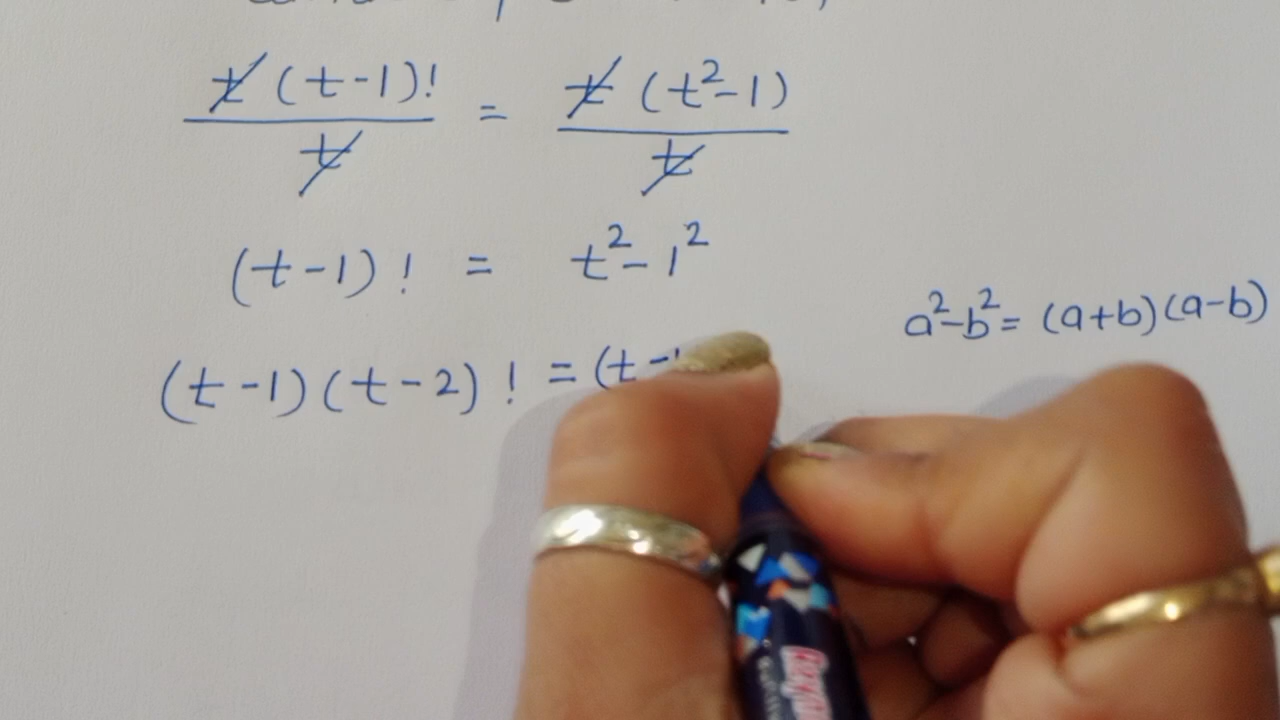 t(t-1)! / t = t(t²-1) / t
(t-1)! = t²-1²
a²-b²= (a+b)(a-b)
(t-1)(t-2)! = (t-